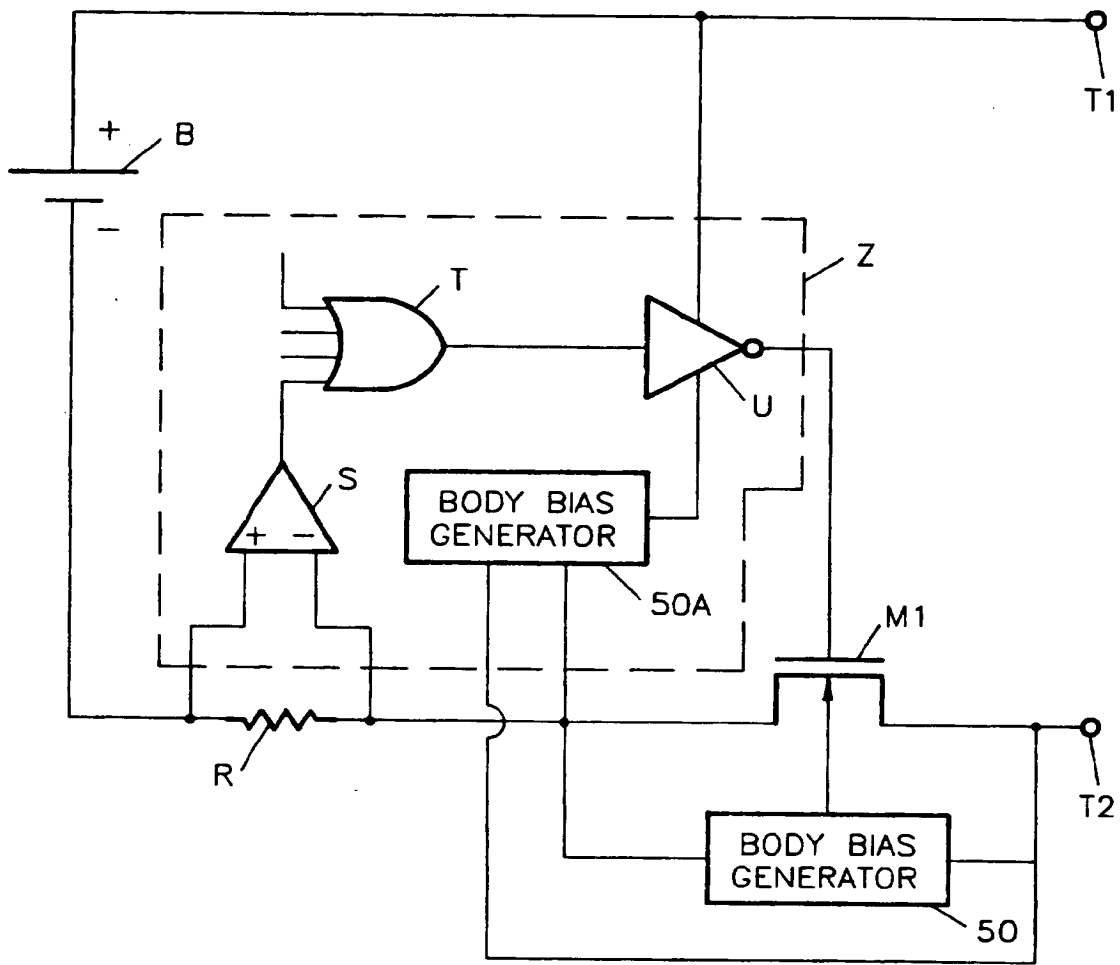 T1
+
B
-
Z
T
U
S
+ -
BODY BIAS
GENERATOR
50A
M1
R
T2
BODY BIAS
GENERATOR
50